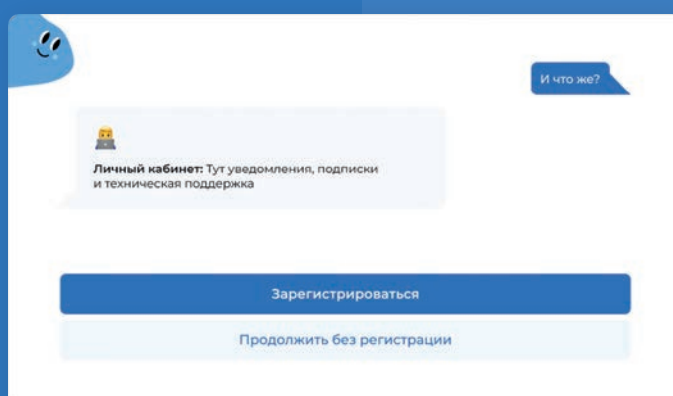 И что же?
Личный кабинет: Тут уведомления, подписки
и техническая поддержка
Зарегистрироваться
Продолжить без регистрации